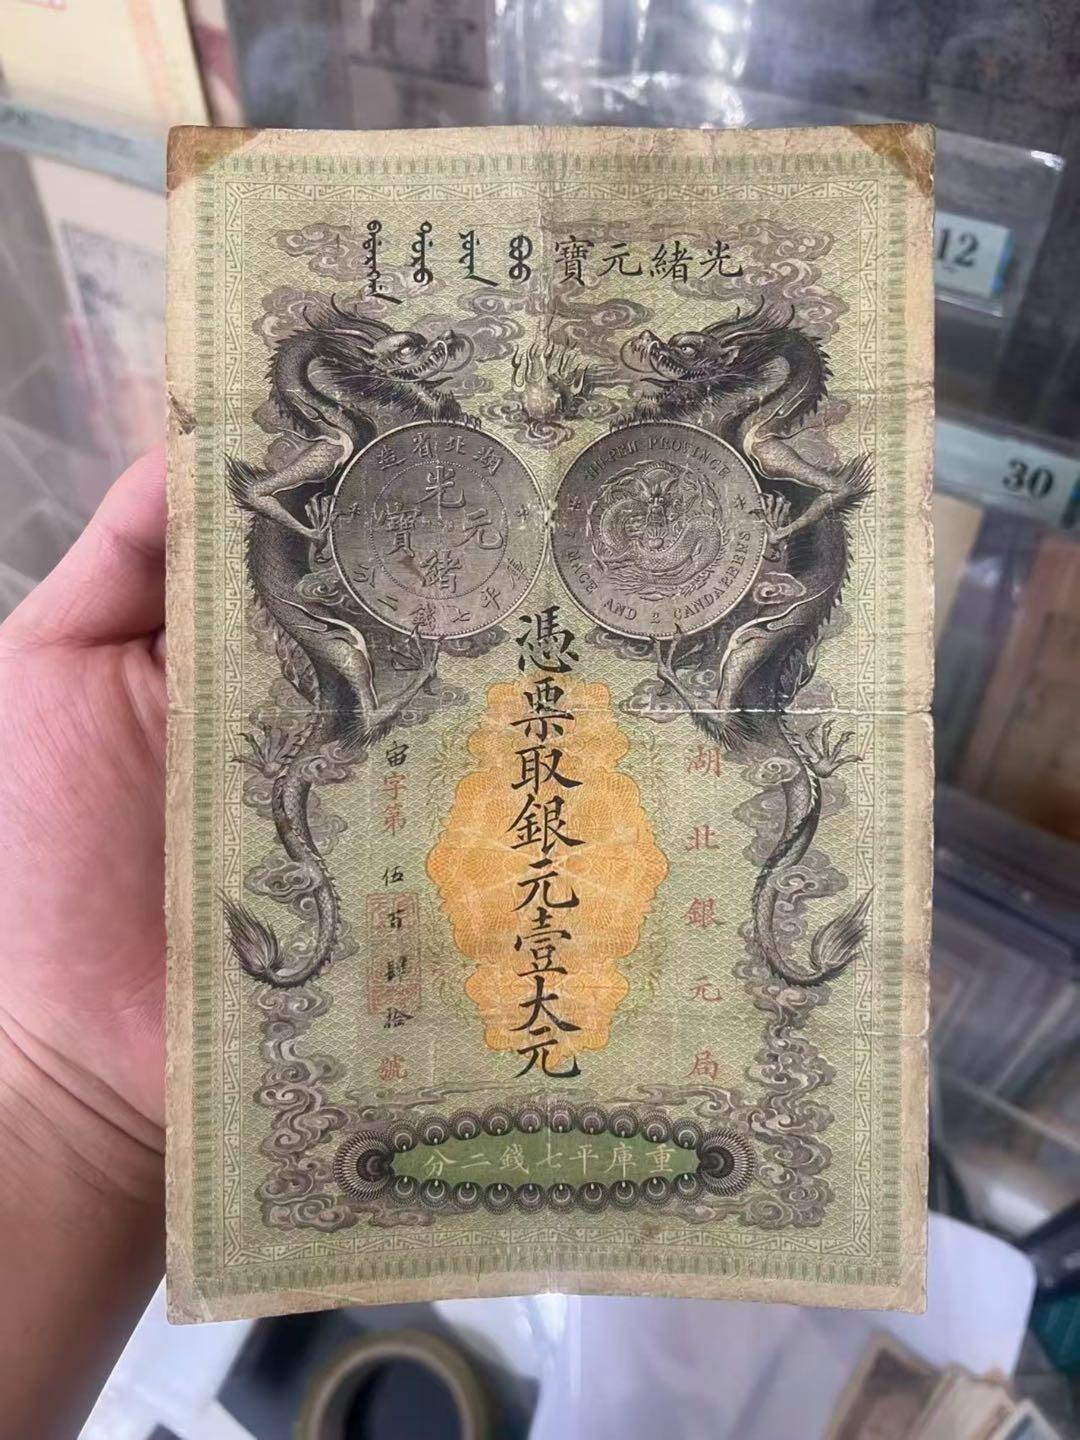 光緒元寶
湖北省造
光緒元寶
庫平七錢二分
HU-PEH PROVINCE
7 MACE AND 2 CANDAREENS
湖北銀元局
憑票取銀元壹大元
宙字第伍百肆拾號
重庫平七錢二分
12
30